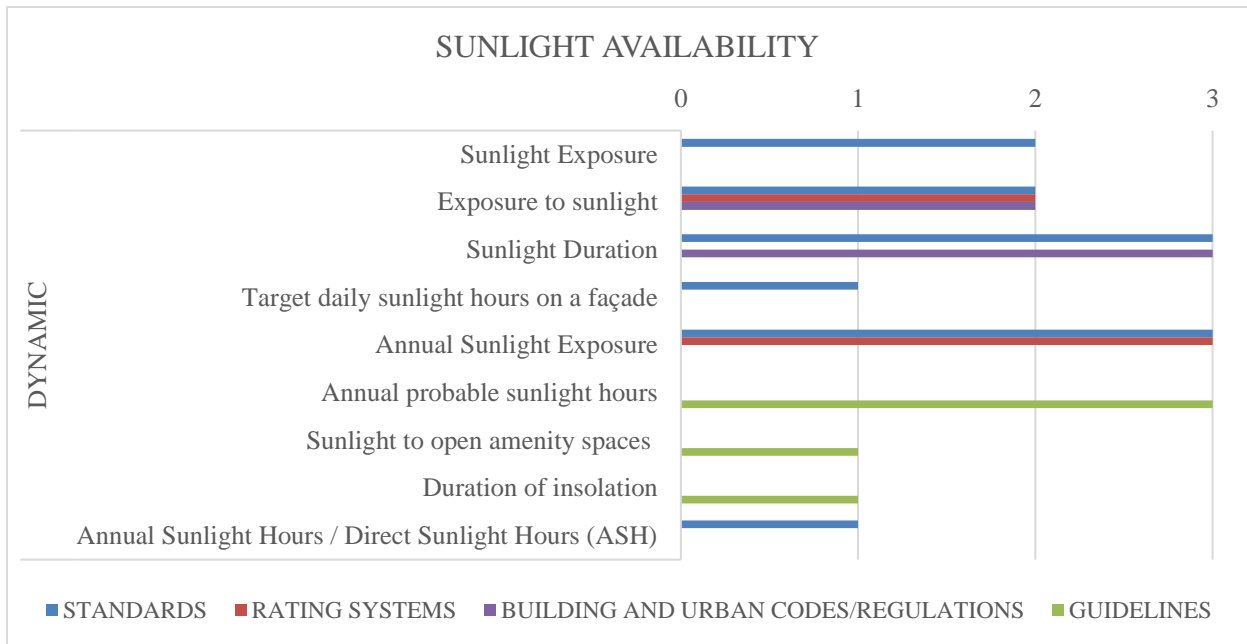 SUNLIGHT AVAILABILITY
0 1 2 3
Sunlight Exposure
Exposure to sunlight
Sunlight Duration
Target daily sunlight hours on a façade
Annual Sunlight Exposure
Annual probable sunlight hours
Sunlight to open amenity spaces
Duration of insolation
Annual Sunlight Hours / Direct Sunlight Hours (ASH)
DYNAMIC
STANDARDS RATING SYSTEMS BUILDING AND URBAN CODES/REGULATIONS GUIDELINES